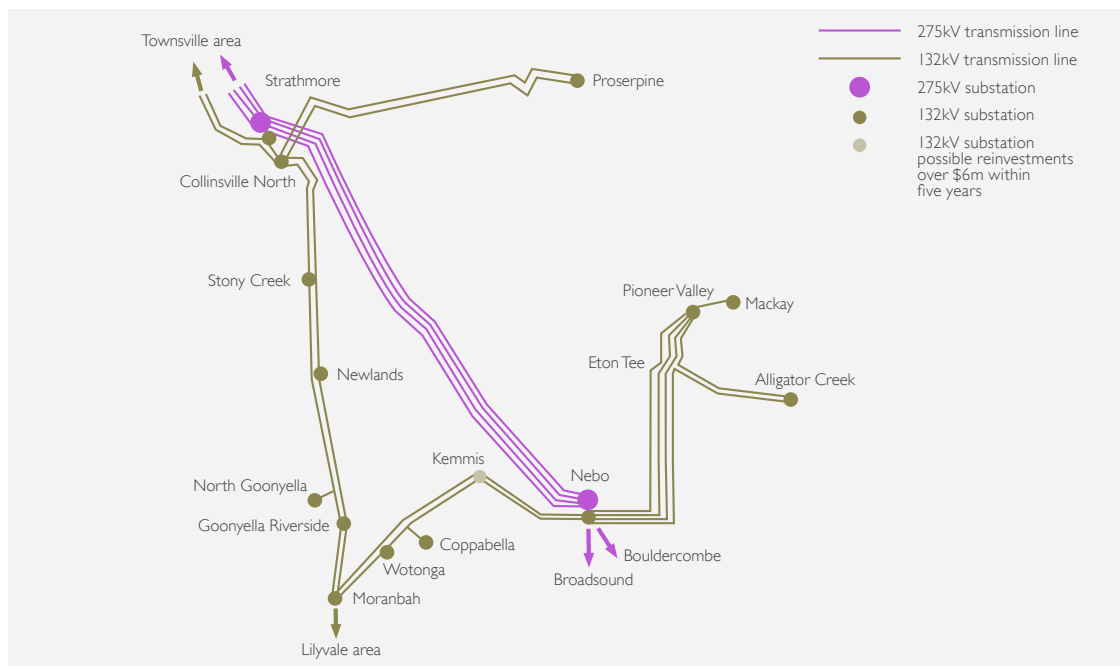 Townsville area
Strathmore
Proserpine
Collinsville North
Stony Creek
Newlands
North Goonyella
Goonyella Riverside
Moranbah
Lilyvale area
Wotonga
Coppabella
Kemmis
Nebo
Bouldercombe
Broadsound
Eton Tee
Pioneer Valley
Mackay
Alligator Creek
275kV transmission line
132kV transmission line
275kV substation
132kV substation
132kV substation
possible reinvestments
over $6m within
five years